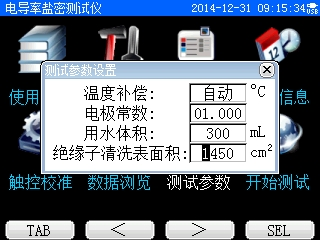 电导率盐密测试仪 2014-12-31 09:15:34 USB
测试参数设置
温度补偿: 自动 °C
电极常数: 01.000
用水体积: 300 mL
绝缘子清洗表面积: 1450 cm²
使用 信息
触控校准 数据浏览 测试参数 开始测试
TAB < > SEL